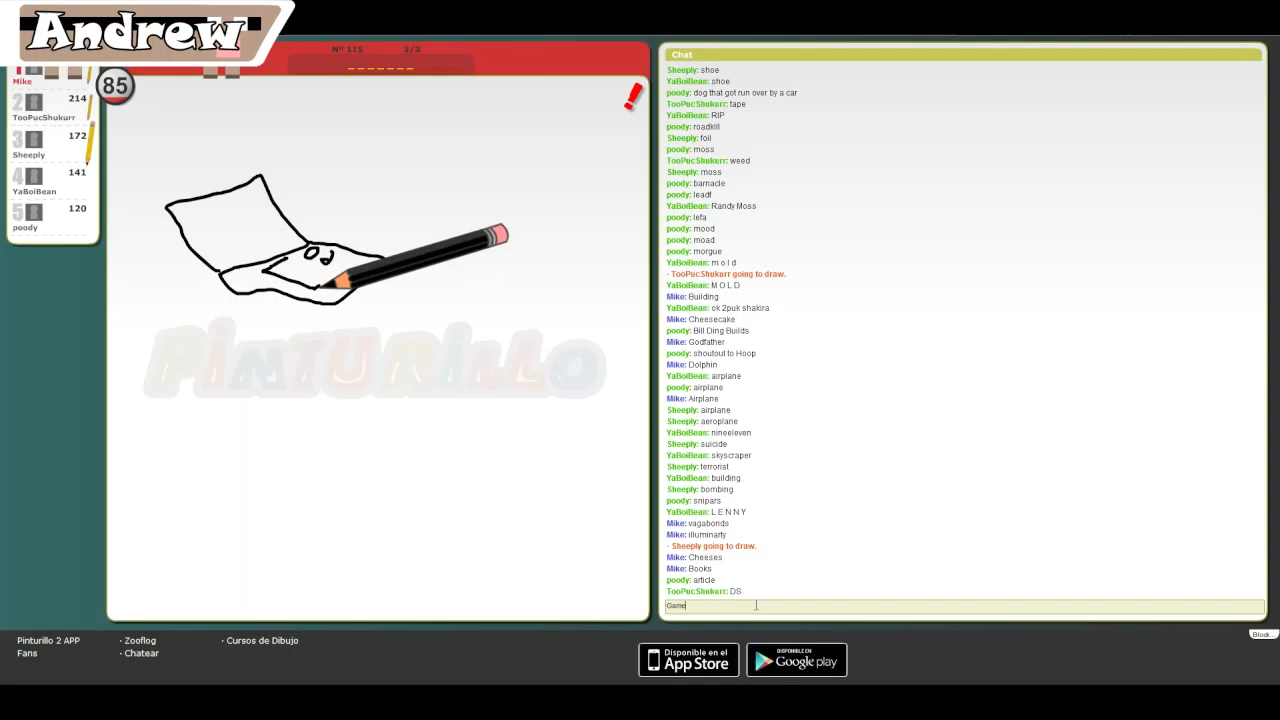 Andrew
Nº 115 3/3
_ _ _ _ _ _ _
Mike
85
2 214
TooPucShukurr
3 172
Sheeply
4 141
YaBoiBean
5 120
poody
PINTURILLO
Chat
Sheeply: shoe
YaBoiBean: shoe
poody: dog that got run over by a car
TooPucShukurr: tape
YaBoiBean: RIP
poody: roadkill
Sheeply: foil
poody: moss
TooPucShukurr: weed
Sheeply: moss
poody: barnacle
poody: leadf
YaBoiBean: Randy Moss
poody: lefa
poody: mood
poody: moad
poody: morgue
YaBoiBean: m o l d
· TooPucShukurr going to draw.
YaBoiBean: M O L D
Mike: Building
YaBoiBean: ok 2puk shakira
Mike: Cheesecake
poody: Bill Ding Builds
Mike: Godfather
poody: shoutout to Hoop
Mike: Dolphin
YaBoiBean: airplane
poody: airplane
Mike: Airplane
Sheeply: airplane
Sheeply: aeroplane
YaBoiBean: nineeleven
Sheeply: suicide
YaBoiBean: skyscraper
Sheeply: terrorist
YaBoiBean: building
Sheeply: bombing
poody: snipars
YaBoiBean: L E N N Y
Mike: vagabonds
Mike: illuminarty
· Sheeply going to draw.
Mike: Cheeses
Mike: Books
poody: article
TooPucShukurr: DS
Game
Pinturillo 2 APP · Zooflog · Cursos de Dibujo
Fans · Chatear
Disponible en el
App Store
DISPONIBLE EN
Google play
Blodi...